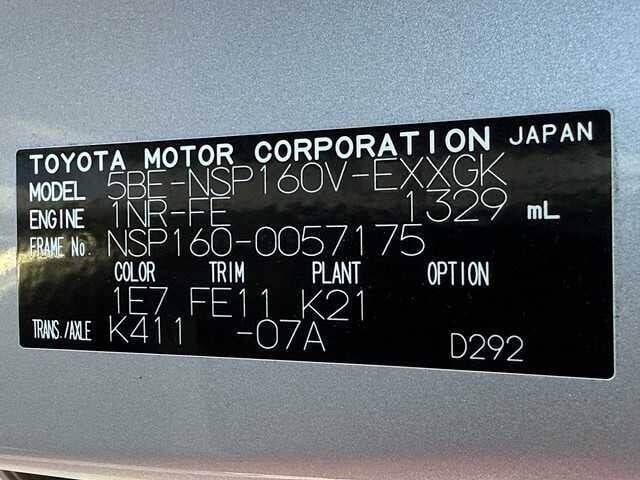 TOYOTA MOTOR CORPORATION JAPAN
MODEL 5BE-NSP160V-EXXGK
ENGINE 1NR-FE 1329 mL
FRAME No. NSP160-0057175
COLOR TRIM PLANT OPTION
1E7 FE11 K21
TRANS./AXLE K411 -07A
D292